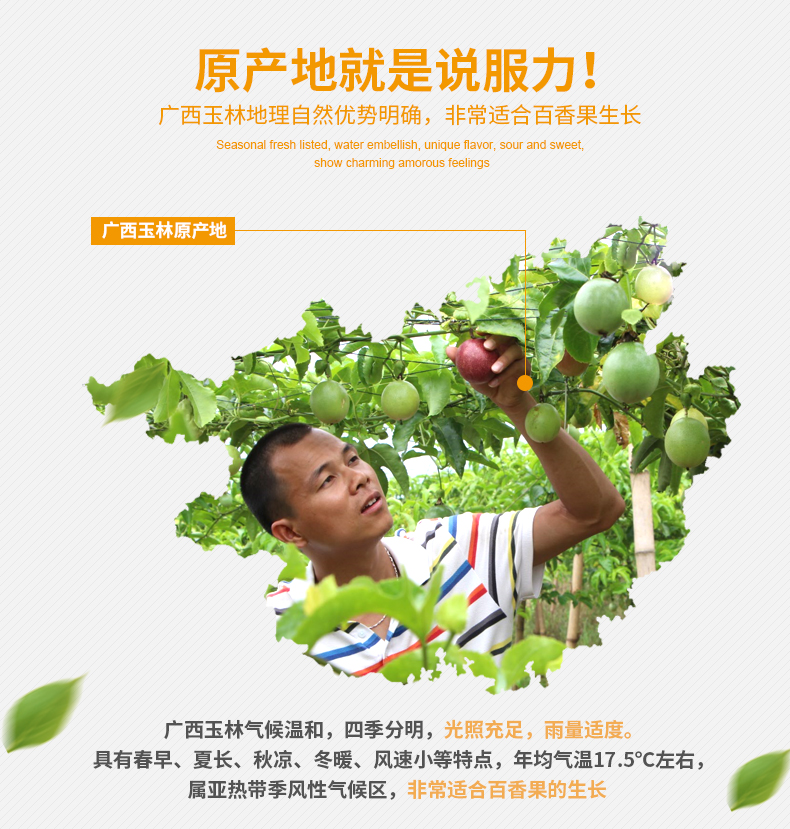 原产地就是说服力！
广西玉林地理自然优势明确，非常适合百香果生长
Seasonal fresh listed, water embellish, unique flavor, sour and sweet,
show charming amorous feelings
广西玉林原产地
广西玉林气候温和，四季分明，光照充足，雨量适度。
具有春早、夏长、秋凉、冬暖、风速小等特点，年均气温17.5℃左右，
属亚热带季风性气候区，非常适合百香果的生长